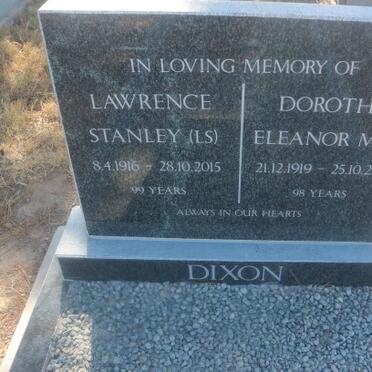 IN LOVING MEMORY OF
LAWRENCE
STANLEY (LS)
8.4.1916 - 28.10.2015
99 YEARS
DOROTH
ELEANOR M
21.12.1919 - 25.10.2
98 YEARS
ALWAYS IN OUR HEARTS
DIXON